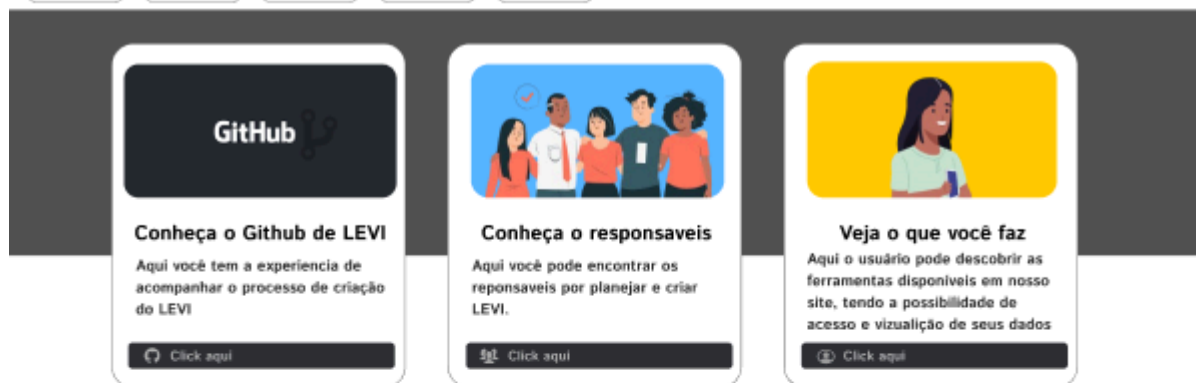 GitHub
Conheça o Github de LEVI
Aqui você tem a experiencia de
acompanhar o processo de criação
do LEVI
Click aqui
Conheça o responsaveis
Aqui você pode encontrar os
reponsaveis por planejar e criar
LEVI.
Click aqui
Veja o que você faz
Aqui o usuário pode descobrir as
ferramentas disponiveis em nosso
site, tendo a possibilidade de
acesso e vizualição de seus dados
Click aqui